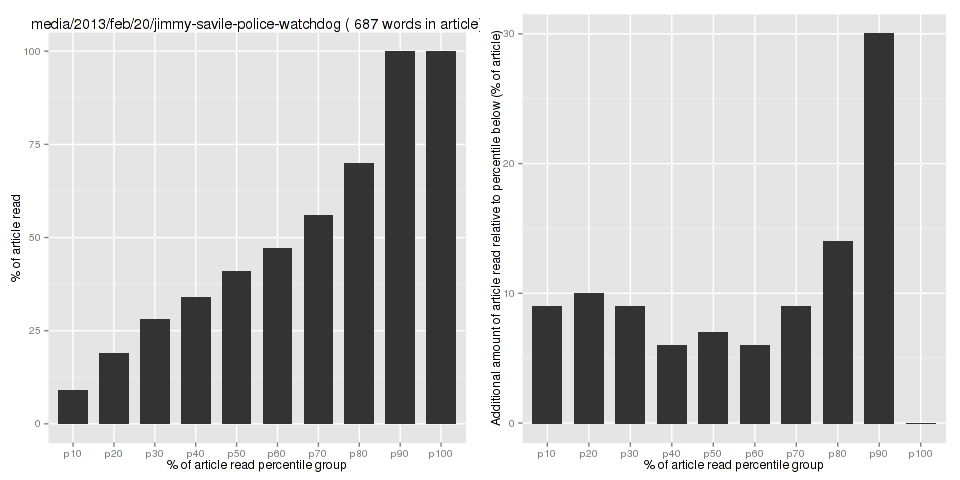 media/2013/feb/20/jimmy-savile-police-watchdog ( 687 words in article)
% of article read
100
75
50
25
0
p10 p20 p30 p40 p50 p60 p70 p80 p90 p100
% of article read percentile group
Additional amount of article read relative to percentile below (% of article)
30
20
10
0
p10 p20 p30 p40 p50 p60 p70 p80 p90 p100
% of article read percentile group